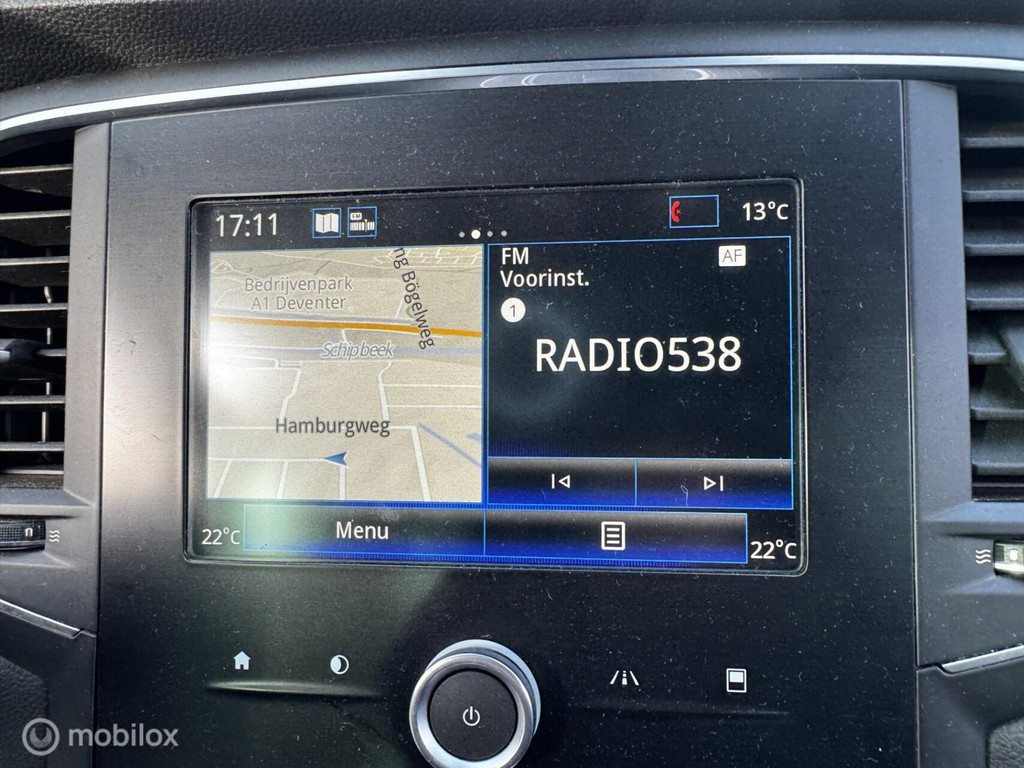 17:11
FM
13°C
Bedrijvenpark
A1 Deventer
ng Bögelweg
Schipbeek
Hamburgweg
FM
AF
Voorinst.
1
RADIO538
22°C
Menu
22°C
mobilox